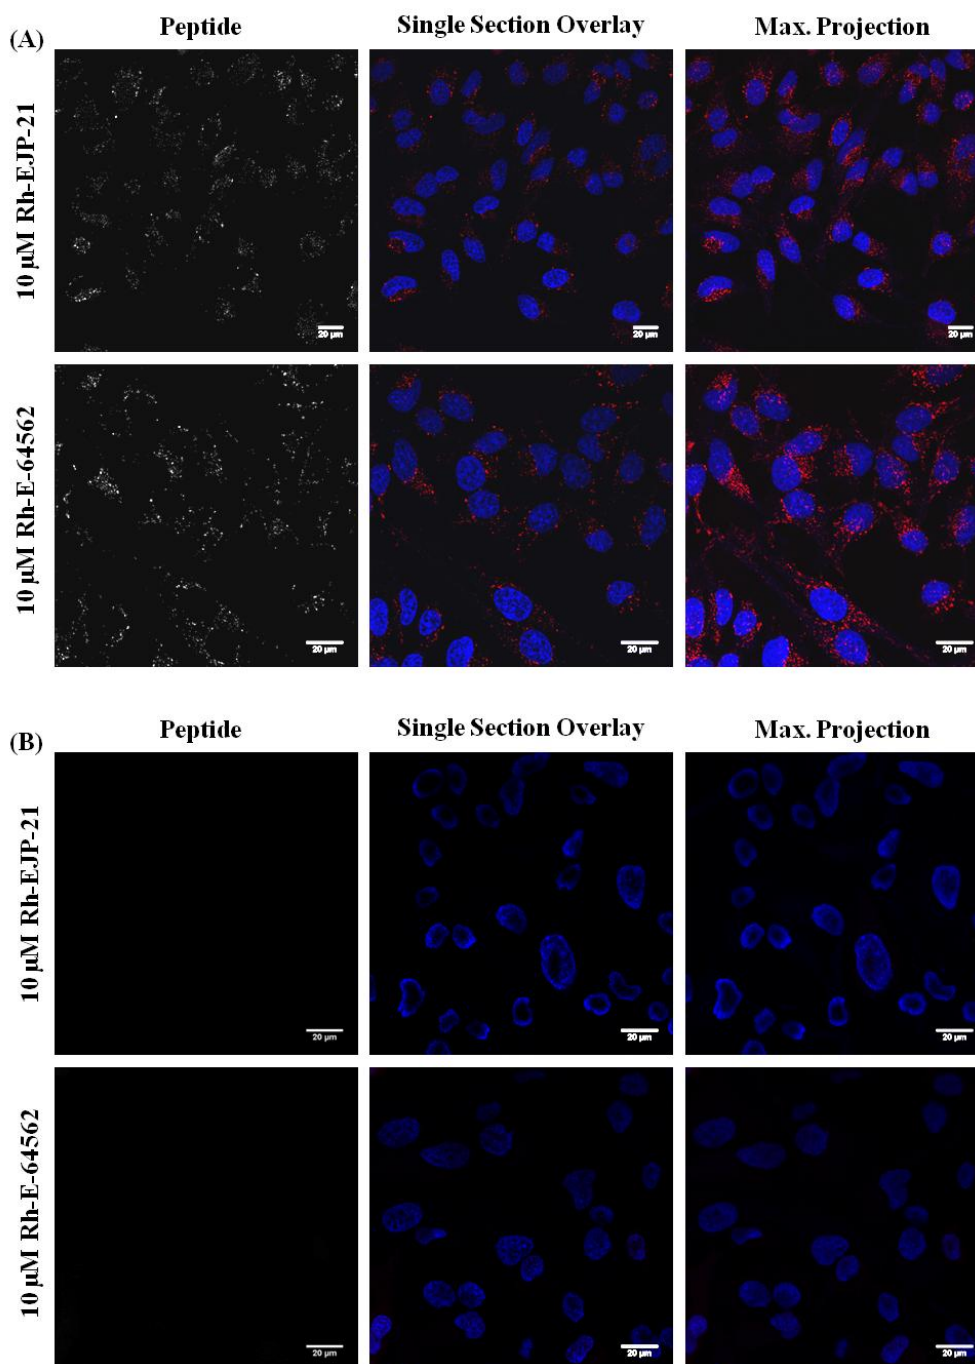 (A)
Peptide
Single Section Overlay
Max. Projection
10 µM Rh-EJP-21
20 µm
20 µm
20 µm
10 µM Rh-E-64562
20 µm
20 µm
20 µm
(B)
Peptide
Single Section Overlay
Max. Projection
10 µM Rh-EJP-21
20 µm
20 µm
20 µm
10 µM Rh-E-64562
20 µm
20 µm
20 µm